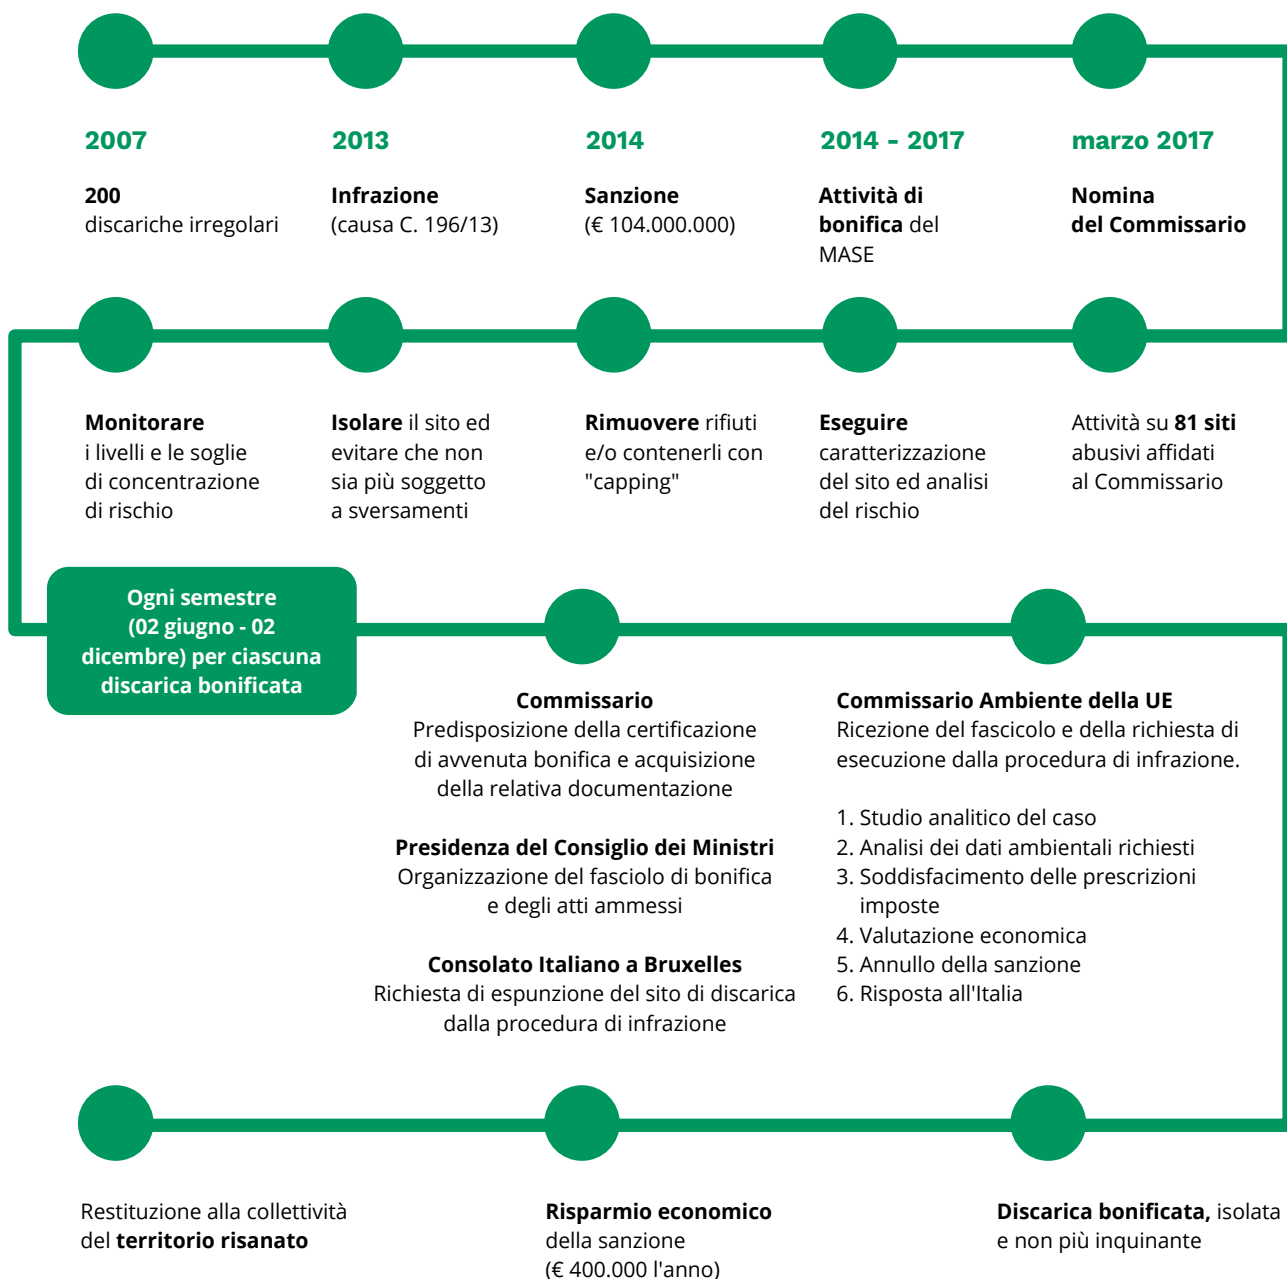 2007
200
discariche irregolari
2013
Infrazione
(causa C. 196/13)
2014
Sanzione
(€ 104.000.000)
2014 - 2017
Attività di
bonifica del
MASE
marzo 2017
Nomina
del Commissario
Monitorare
i livelli e le soglie
di concentrazione
di rischio
Isolare il sito ed
evitare che non
sia più soggetto
a sversamenti
Rimuovere rifiuti
e/o contenerli con
"capping"
Eseguire
caratterizzazione
del sito ed analisi
del rischio
Attività su 81 siti
abusivi affidati
al Commissario
Ogni semestre
(02 giugno - 02
dicembre) per ciascuna
discarica bonificata
Commissario
Predisposizione della certificazione
di avvenuta bonifica e acquisizione
della relativa documentazione
Presidenza del Consiglio dei Ministri
Organizzazione del fasciolo di bonifica
e degli atti ammessi
Consolato Italiano a Bruxelles
Richiesta di espunzione del sito di discarica
dalla procedura di infrazione
Commissario Ambiente della UE
Ricezione del fascicolo e della richiesta di
esecuzione dalla procedura di infrazione.
1. Studio analitico del caso
2. Analisi dei dati ambientali richiesti
3. Soddisfacimento delle prescrizioni
imposte
4. Valutazione economica
5. Annullo della sanzione
6. Risposta all'Italia
Restituzione alla collettività
del territorio risanato
Risparmio economico
della sanzione
(€ 400.000 l'anno)
Discarica bonificata, isolata
e non più inquinante